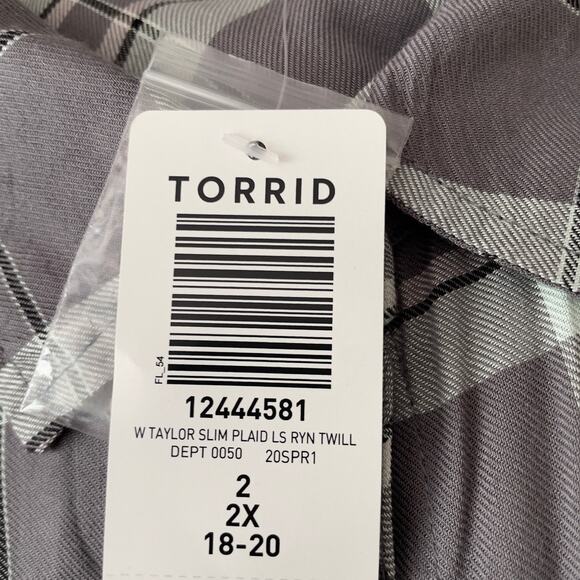 TORRID
FL_54
12444581
W TAYLOR SLIM PLAID LS RYN TWILL
DEPT 0050 20SPR1
2
2X
18-20